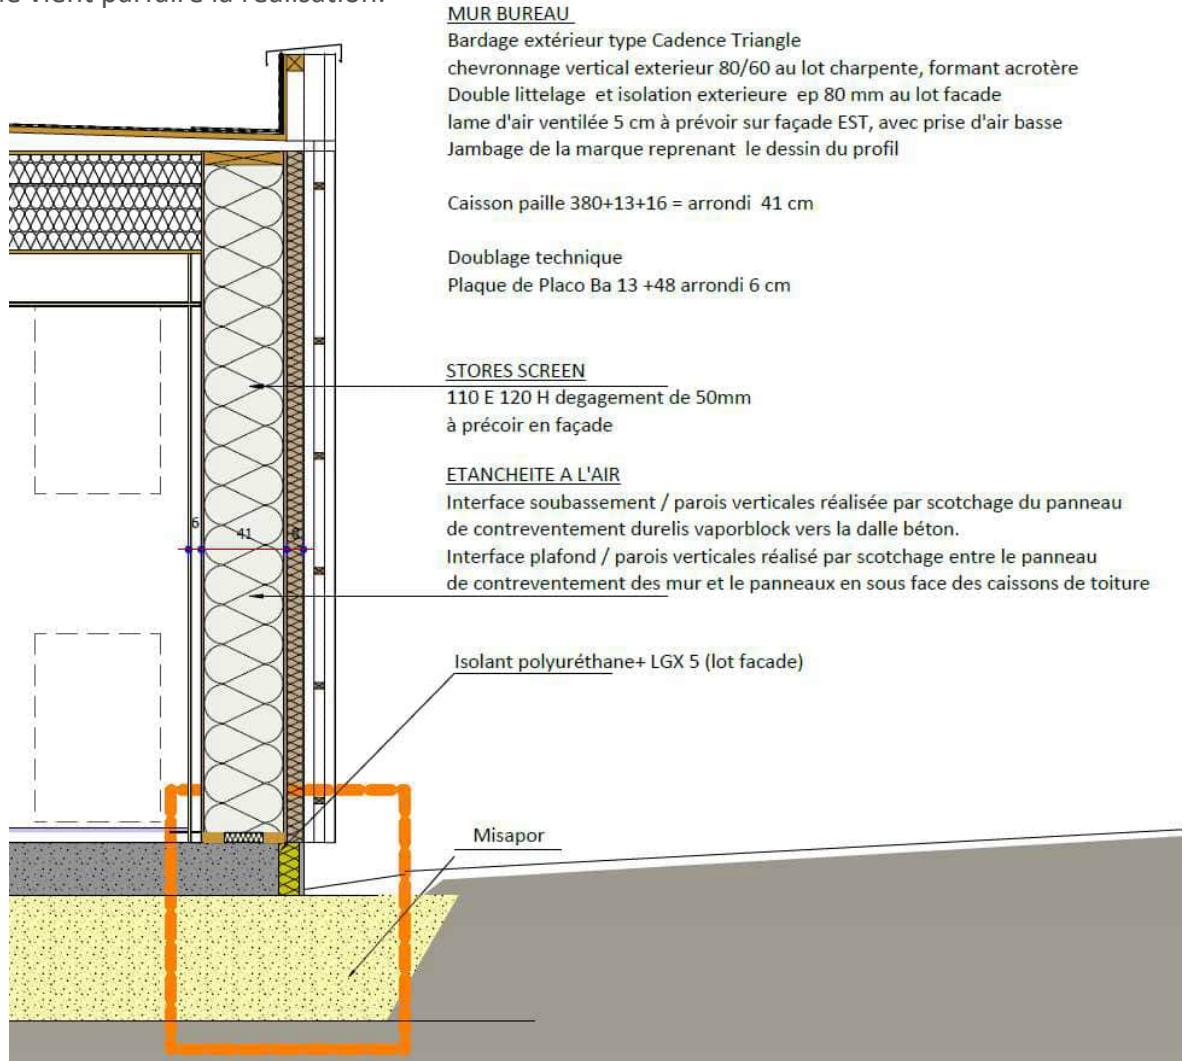 vient parfaire la réalisation.
MUR BUREAU
Bardage extérieur type Cadence Triangle
chevronnage vertical exterieur 80/60 au lot charpente, formant acrotère
Double littelage et isolation exterieure ep 80 mm au lot facade
lame d'air ventilée 5 cm à prévoir sur façade EST, avec prise d'air basse
Jambage de la marque reprenant le dessin du profil
Caisson paille 380+13+16 = arrondi 41 cm
Doublage technique
Plaque de Placo Ba 13 +48 arrondi 6 cm
STORES SCREEN
110 E 120 H degagement de 50mm
à précoir en façade
ETANCHEITE A L'AIR
Interface soubassement / parois verticales réalisée par scotchage du panneau
de contreventement durelis vaporblock vers la dalle béton.
Interface plafond / parois verticales réalisé par scotchage entre le panneau
de contreventement des mur et le panneaux en sous face des caissons de toiture
6
41
Isolant polyuréthane+ LGX 5 (lot facade)
Misapor